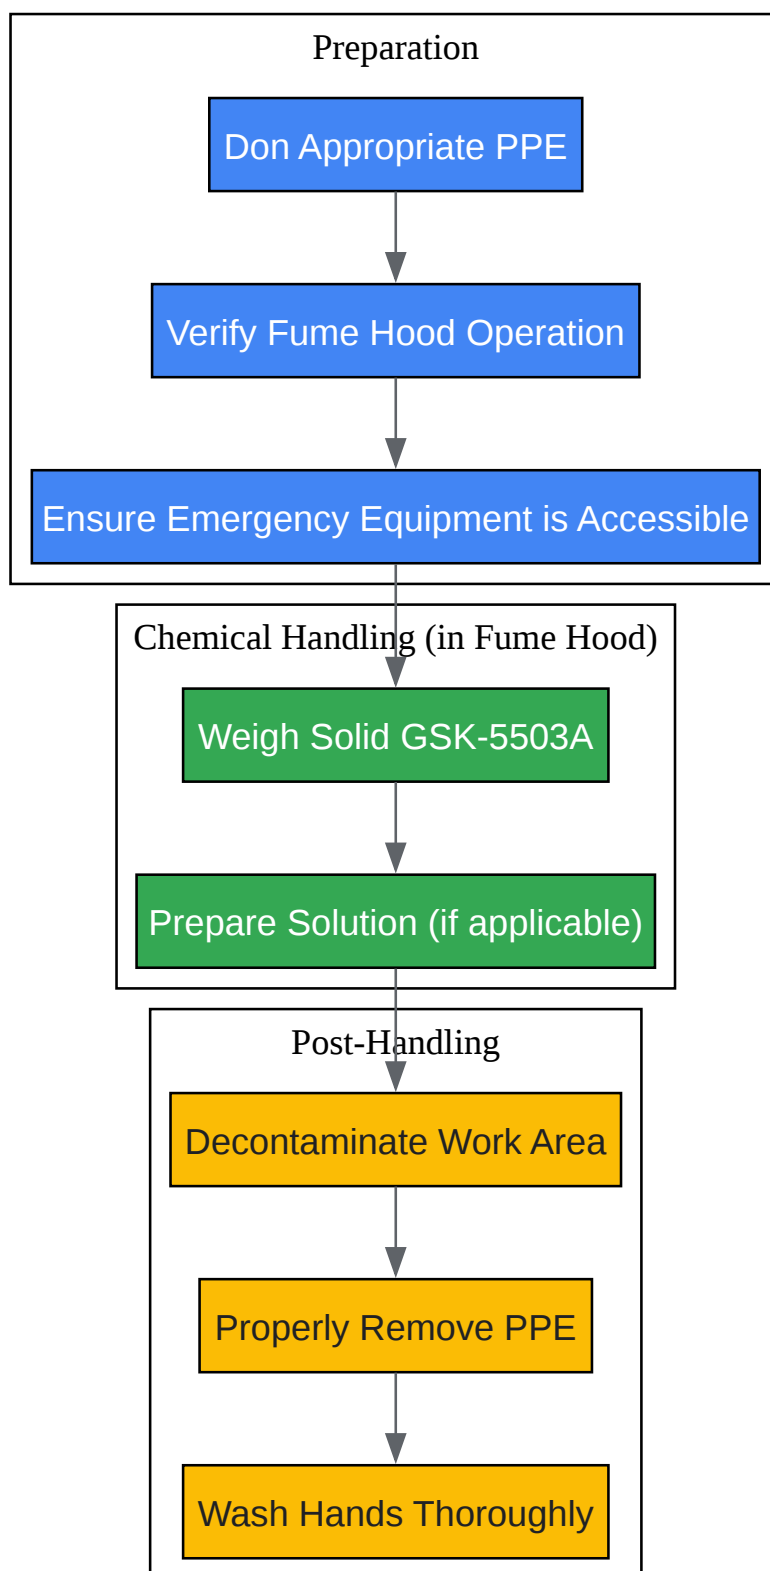 Preparation
Don Appropriate PPE
Verify Fume Hood Operation
Ensure Emergency Equipment is Accessible
Chemical Handling (in Fume Hood)
Weigh Solid GSK-5503A
Prepare Solution (if applicable)
Post-Handling
Decontaminate Work Area
Properly Remove PPE
Wash Hands Thoroughly